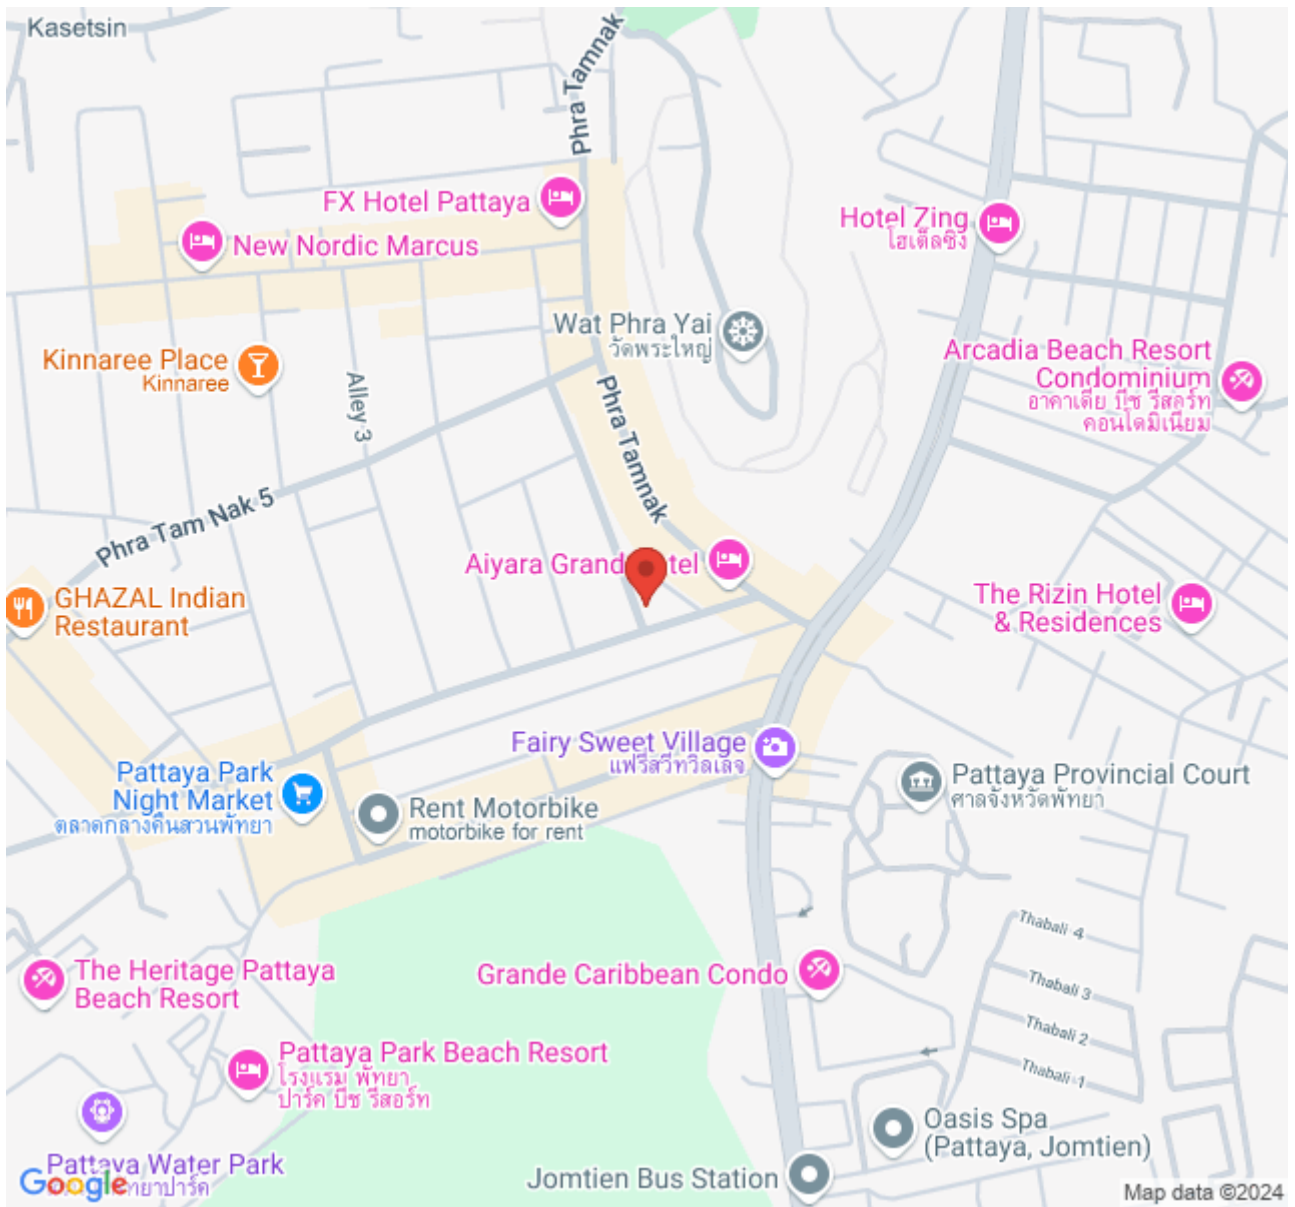 Kasetsin
Phra Tamnak
FX Hotel Pattaya
New Nordic Marcus
Hotel Zing
โฮเต็ลซิง
Wat Phra Yai
วัดพระใหญ่
Kinnaree Place
Kinnaree
Alley 3
Arcadia Beach Resort
Condominium
อาคาเดีย บีช รีสอร์ท
คอนโดมิเนียม
Phra Tamnak
Phra Tam Nak 5
Aiyara Grand
tel
GHAZAL Indian
Restaurant
The Rizin Hotel
& Residences
Fairy Sweet Village
แฟรีสวีทวิลเลจ
Pattaya Park
Night Market
ตลาดกลางคืนสวนพัทยา
Rent Motorbike
motorbike for rent
Pattaya Provincial Court
ศาลจังหวัดพัทยา
Thabali 4
The Heritage Pattaya
Beach Resort
Grande Caribbean Condo
Thabali 3
Thabali 2
Thabali 1
Pattaya Park Beach Resort
โรงแรม พัทยา
ปาร์ค บีช รีสอร์ท
Oasis Spa
(Pattaya, Jomtien)
Pattaya Water Park
ทยาปาร์ค
Google
Jomtien Bus Station
Map data ©2024